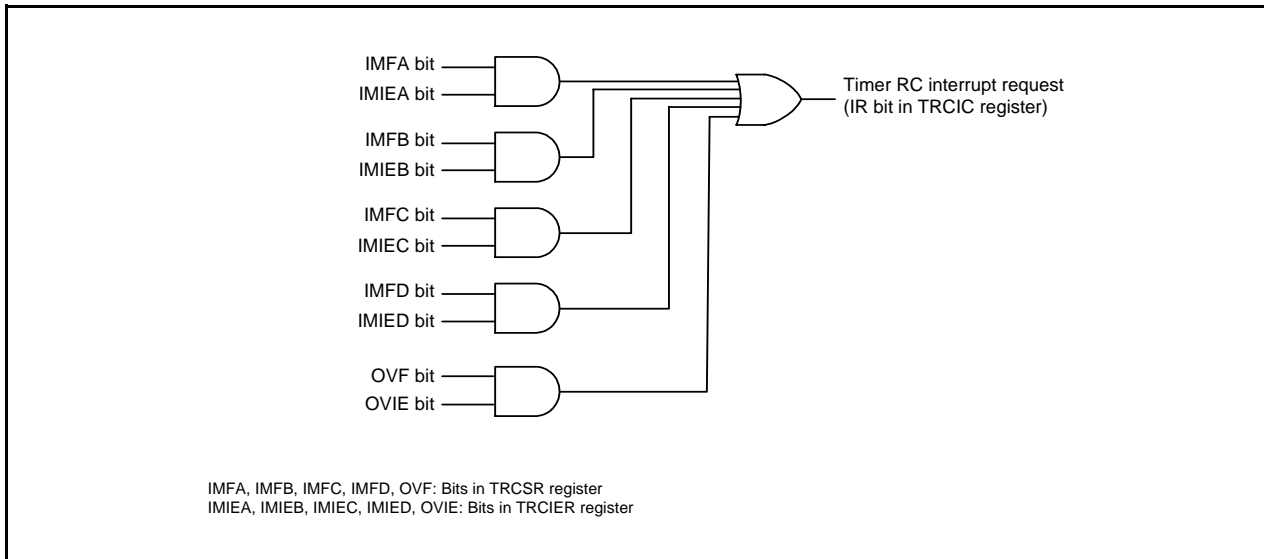 IMFA bit
IMIEA bit
IMFB bit
IMIEB bit
IMFC bit
IMIEC bit
IMFD bit
IMIED bit
OVF bit
OVIE bit
Timer RC interrupt request
(IR bit in TRCIC register)
IMFA, IMFB, IMFC, IMFD, OVF: Bits in TRCSR register
IMIEA, IMIEB, IMIEC, IMIED, OVIE: Bits in TRCIER register